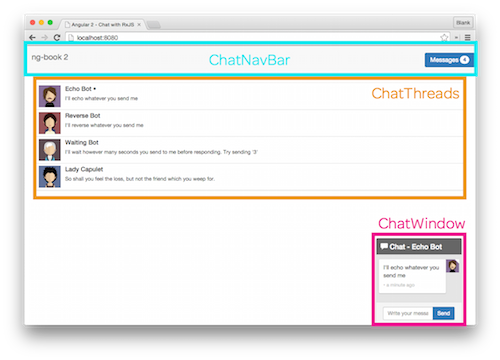 Angular 2 - Chat with RxJS
Blank
localhost:8080
ng-book 2
ChatNavBar
Messages 4
ChatThreads
Echo Bot •
I'll echo whatever you send me
Reverse Bot
I'll reverse whatever you send me
Waiting Bot
I'll wait however many seconds you send to me before responding. Try sending '3'
Lady Capulet
So shall you feel the loss, but not the friend which you weep for.
ChatWindow
Chat - Echo Bot
I'll echo whatever you
send me
- a minute ago
Write your messa
Send